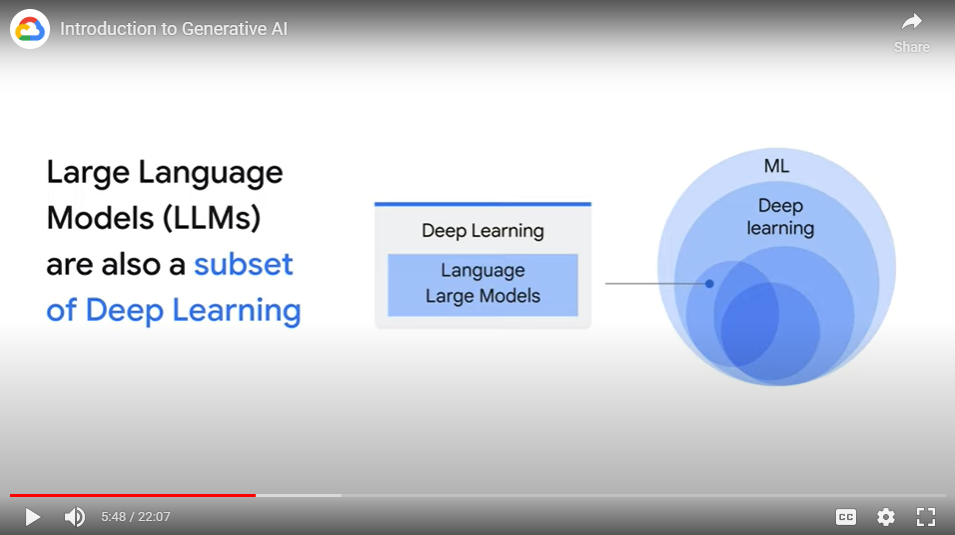 Introduction to Generative AI
Share
Large Language
Models (LLMs)
are also a subset
of Deep Learning
Deep Learning
Language
Large Models
ML
Deep
learning
5:48 / 22:07
CC